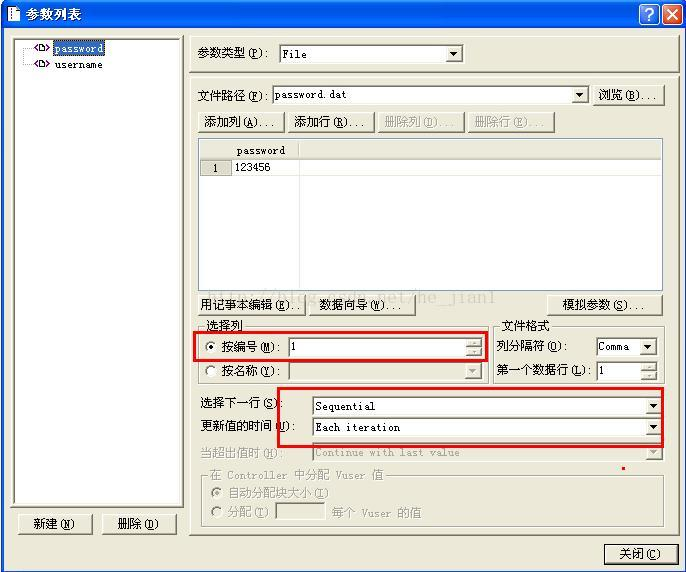 参数列表
password
username
参数类型(P): File
文件路径(F): password.dat 浏览(B)...
添加列(A)... 添加行(R)... 删除列(D)... 删除行(E)...
password
1 123456
用记事本编辑(E)... 数据向导(W)... 模拟参数(S)...
选择列 文件格式
按编号(M): 1 列分隔符(O): Comma
按名称(Y): 第一个数据行(L): 1
选择下一行(S): Sequential
更新值的时间(U): Each iteration
当超出值时(H): Continue with last value
在 Controller 中分配 Vuser 值
自动分配块大小(I)
分配(T) 每个 Vuser 的值
新建(N) 删除(D)
关闭(C)